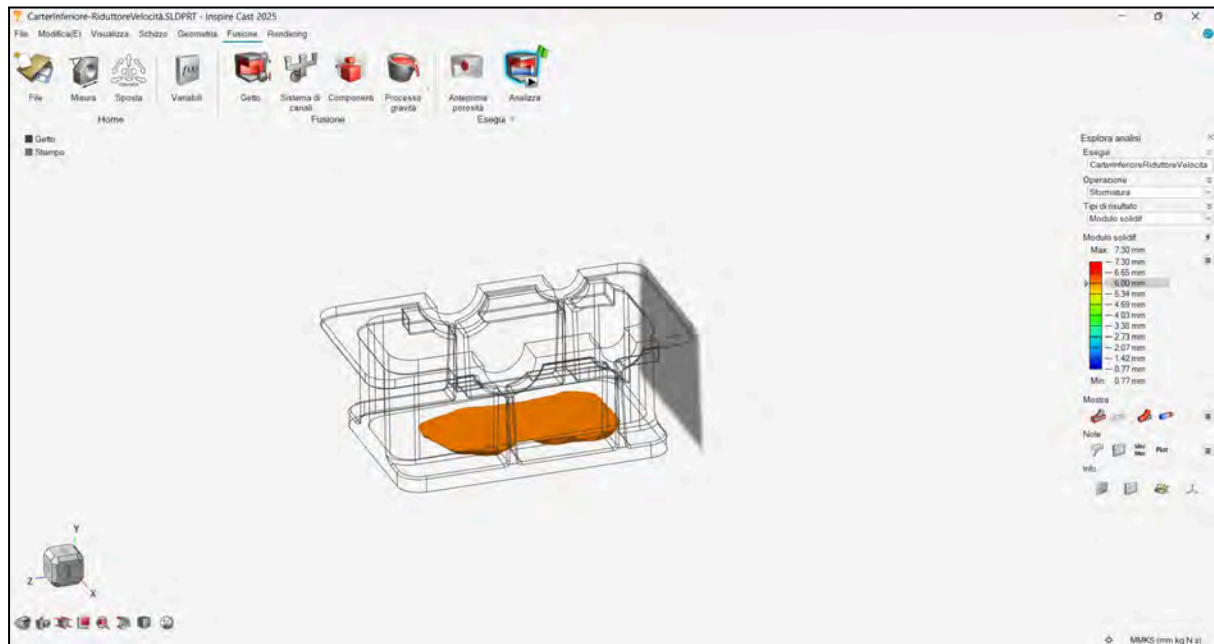 CarterInferiore-RiduttoreVelocità.SLDPRT - Inspire Cast 2025
File Modifica(E) Visualizza Schizzo Geometria Fusione Rendering
File Misura Sposta Variabili Getto Sistema di canali Componenti Processo gravità Anteprima porosità Analizza
Home Fusione Esegui
Getto
Stampo
Esplora analisi
Esegui
CarterInferioreRiduttoreVelocita
Operazione
Sformatura
Tipi di risultato
Modulo solidif
Modulo solidif.
Max: 7.30 mm
7.30 mm
6.65 mm
6.00 mm
5.34 mm
4.69 mm
4.03 mm
3.38 mm
2.73 mm
2.07 mm
1.42 mm
0.77 mm
Min: 0.77 mm
Mostra
Note
Min/
Max Plot
Info
Y
Z
X
MMKS (mm kg N s)